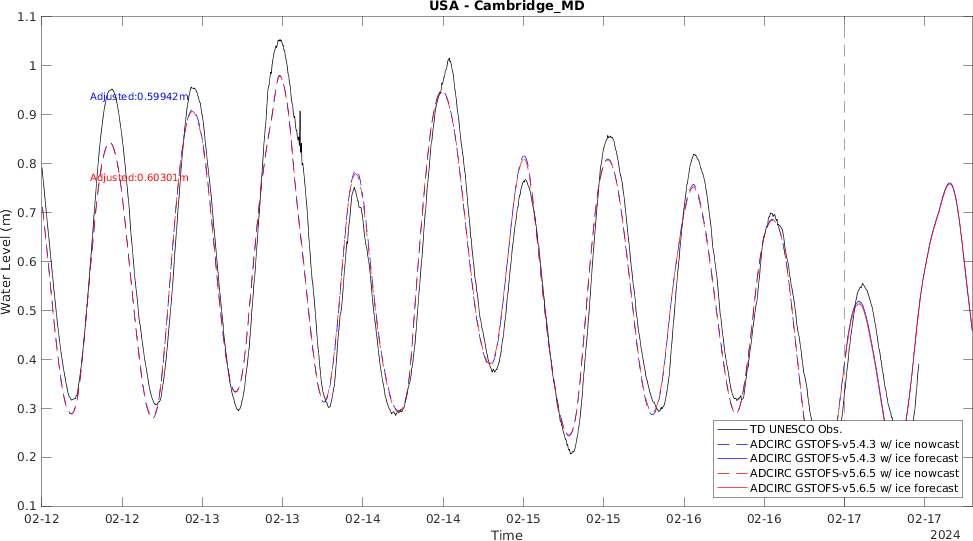 USA - Cambridge_MD
1.1
1
0.9
0.8
0.7
0.6
0.5
0.4
0.3
0.2
0.1
Water Level (m)
Adjusted:0.59942m
Adjusted:0.60301m
TD UNESCO Obs.
ADCIRC GSTOFS-v5.4.3 w/ ice nowcast
ADCIRC GSTOFS-v5.4.3 w/ ice forecast
ADCIRC GSTOFS-v5.6.5 w/ ice nowcast
ADCIRC GSTOFS-v5.6.5 w/ ice forecast
02-12 02-12 02-13 02-13 02-14 02-14 02-15 02-15 02-16 02-16 02-17 02-17
Time
2024